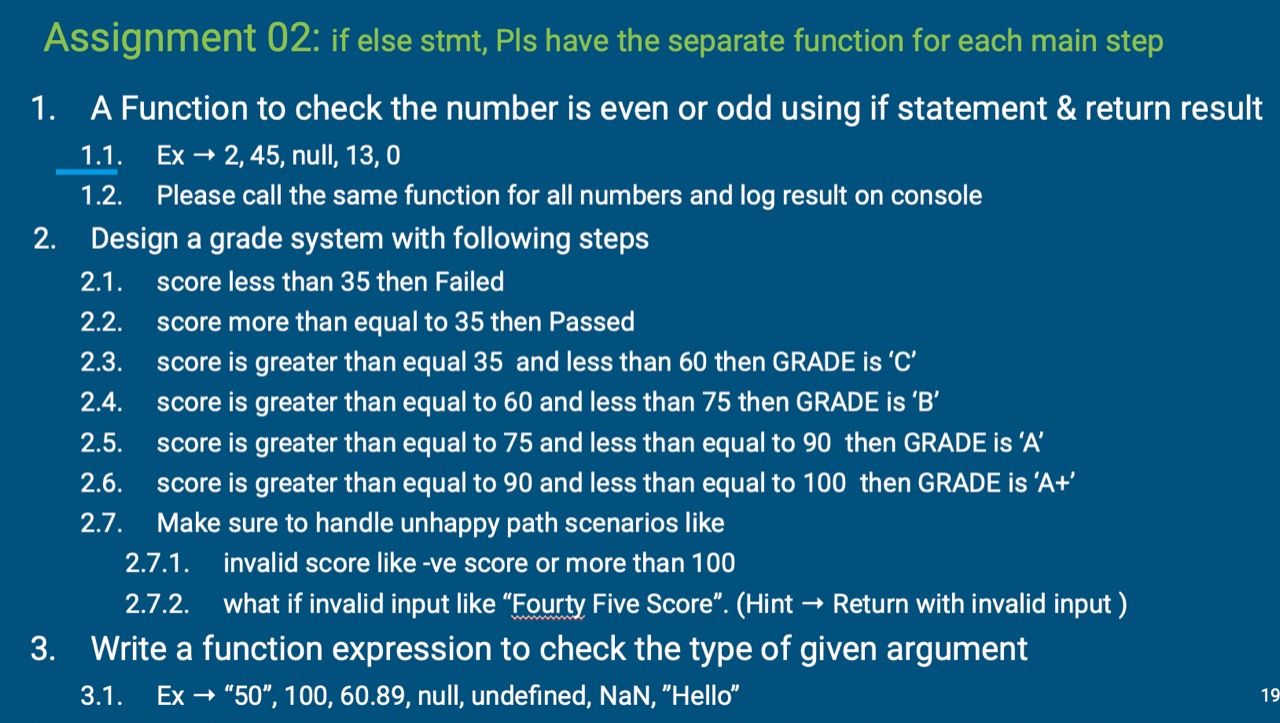 Assignment 02: if else stmt, Pls have the separate function for each main step
1. A Function to check the number is even or odd using if statement & return result
1.1. Ex → 2, 45, null, 13, 0
1.2. Please call the same function for all numbers and log result on console
2. Design a grade system with following steps
2.1. score less than 35 then Failed
2.2. score more than equal to 35 then Passed
2.3. score is greater than equal 35  and less than 60 then GRADE is ‘C’
2.4. score is greater than equal to 60 and less than 75 then GRADE is ‘B’
2.5. score is greater than equal to 75 and less than equal to 90  then GRADE is ‘A’
2.6. score is greater than equal to 90 and less than equal to 100  then GRADE is ‘A+’
2.7. Make sure to handle unhappy path scenarios like
2.7.1. invalid score like -ve score or more than 100
2.7.2. what if invalid input like “Fourty Five Score”. (Hint → Return with invalid input )
3. Write a function expression to check the type of given argument
3.1. Ex → “50”, 100, 60.89, null, undefined, NaN, ”Hello”
19